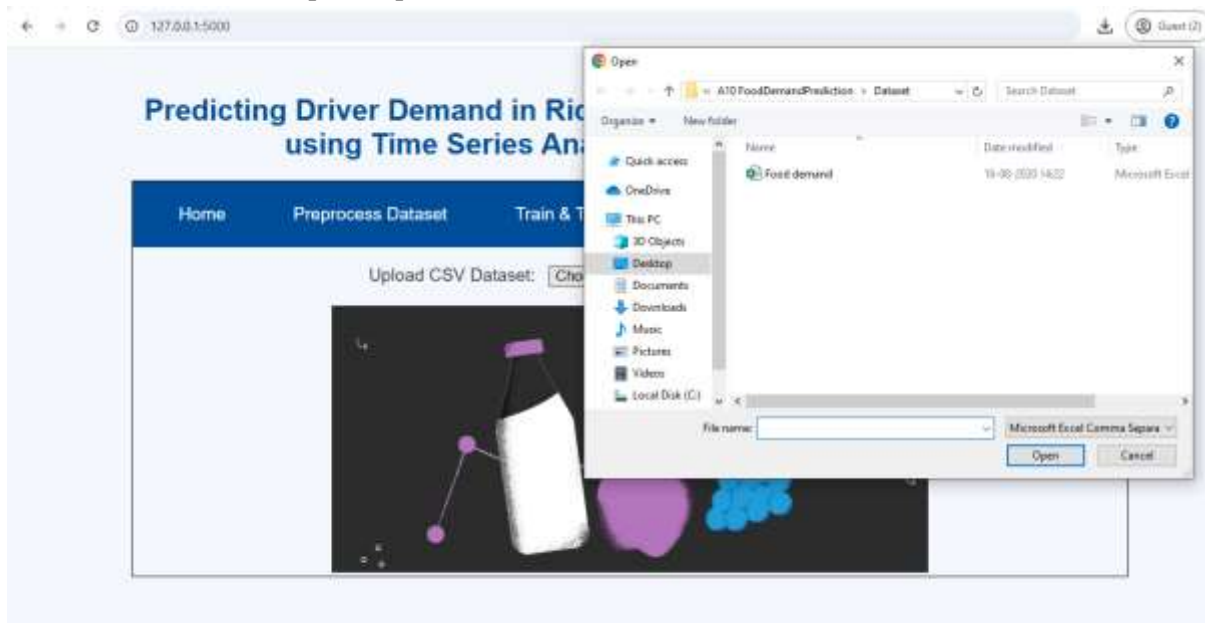 127.0.0.1:5000
Guest (2)
Predicting Driver Demand in Ric
using Time Series Ana
Home Preprocess Dataset Train & T
Upload CSV Dataset: Cho
Open
« A10 FoodDemandPrediction > Dataset
Search Dataset
Organize New folder
Name Date modified Type
Food demand Microsoft Excel
Quick access
OneDrive
This PC
3D Objects
Desktop
Documents
Downloads
Music
Pictures
Videos
Local Disk (C:)
File name: Microsoft Excel Comma Separa
Open Cancel